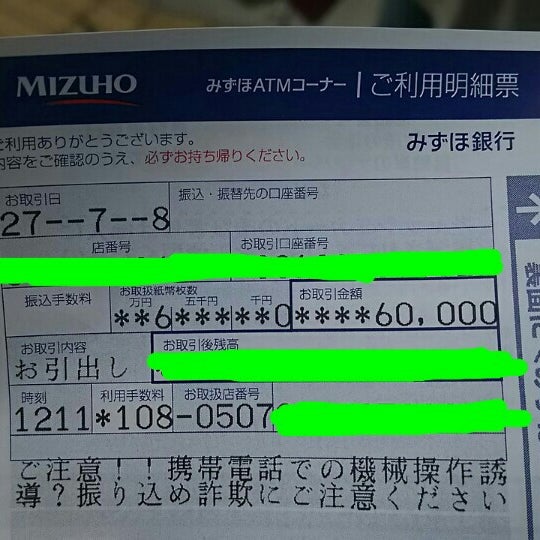 MIZUHO みずほATMコーナー ご利用明細票
ご利用ありがとうございます。
内容をご確認のうえ、必ずお持ち帰りください。
みずほ銀行
お取引日 振込・振替先の口座番号
27--7--8
店番号 お取引口座番号
振込手数料 お取扱紙幣枚数 お取引金額
万円 五千円 千円
**6*****0 ****60,000
お取引内容 お取引後残高
お引出し
時刻 利用手数料 お取扱店番号
1211 *108 -0507
ご注意!!携帯電話での機械操作誘
導?振り込め詐欺にご注意ください